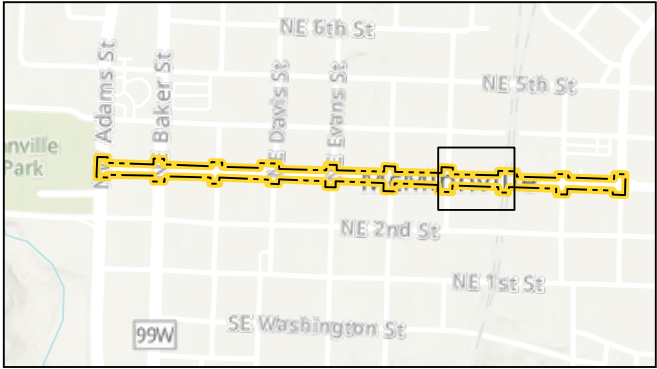 NE 6th St
NE 5th St
Adams St
Baker St
NE Davis St
NE Evans St
nville
Park
NE 2nd St
NE 1st St
SE Washington St
99W